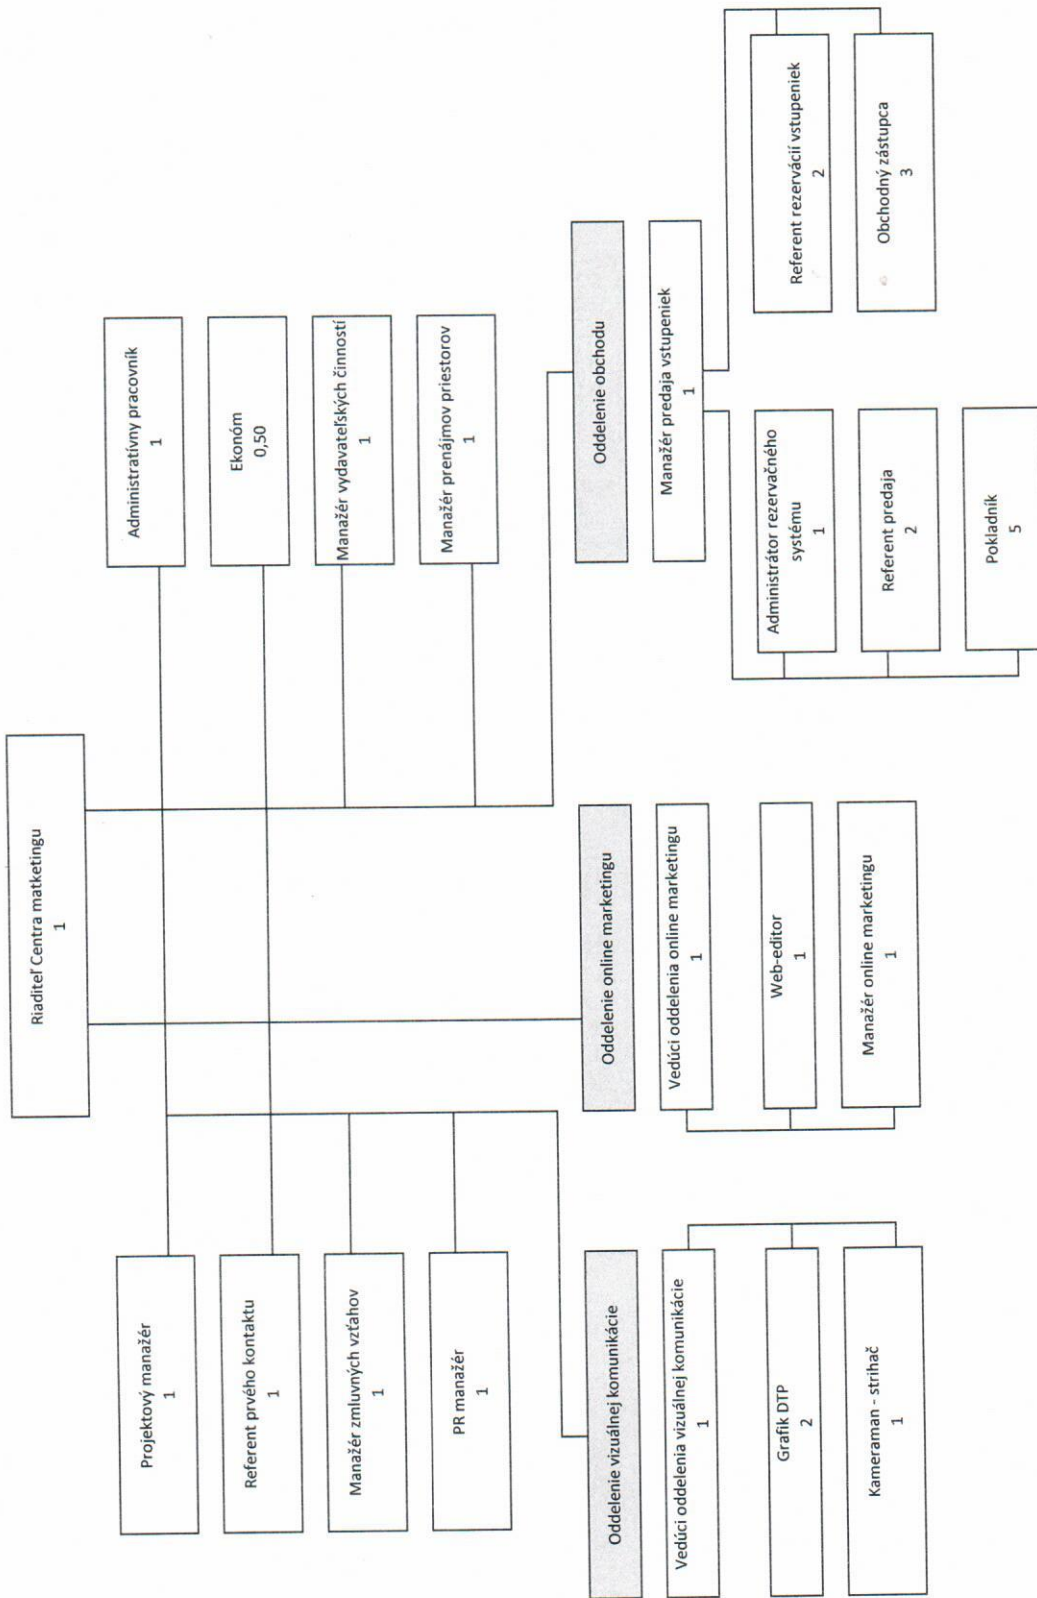 Riaditeľ Centra matketingu
1
Projektový manažér
1
Administratívny pracovník
1
Referent prvého kontaktu
1
Ekonóm
0,50
Manažér zmluvných vzťahov
1
Manažér vydavateľských činností
1
PR manažér
1
Manažér prenájmov priestorov
1
Oddelenie vizuálnej komunikácie
Vedúci oddelenia vizuálnej komunikácie
1
Grafik DTP
2
Kameraman - strihač
1
Oddelenie online marketingu
Vedúci oddelenia online marketingu
1
Web-editor
1
Manažér online marketingu
1
Oddelenie obchodu
Manažér predaja vstupeniek
1
Administrátor rezervačného
systému
1
Referent predaja
2
Pokladník
5
Referent rezervácií vstupeniek
2
Obchodný zástupca
3